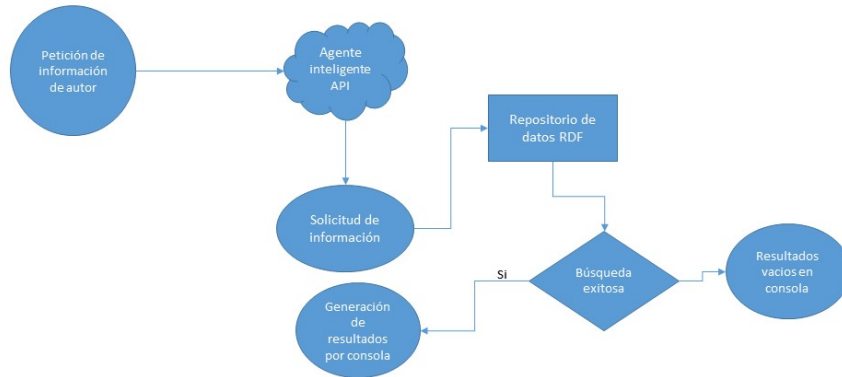 Petición de
información
de autor
Agente
inteligente
API
Repositorio de
datos RDF
Solicitud de
información
Si
Búsqueda
exitosa
Resultados
vacios en
consola
Generación
de
resultados
por consola